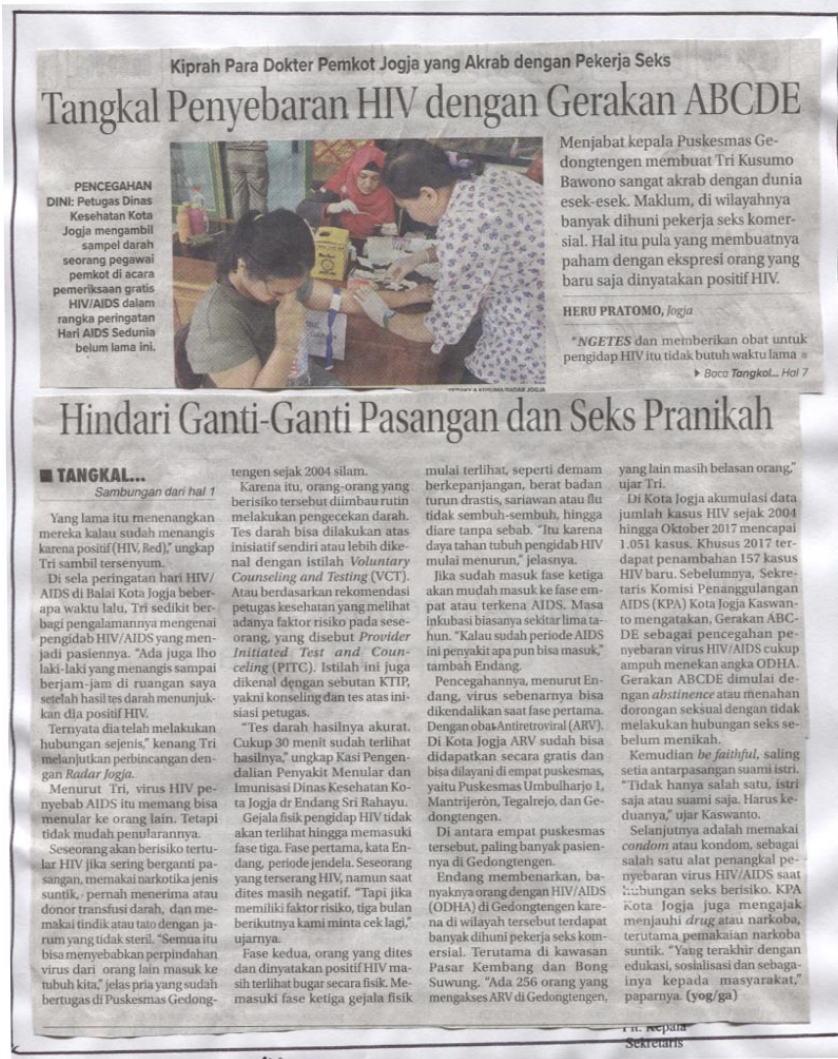 Kiprah Para Dokter Pemkot Jogja yang Akrab dengan Pekerja Seks
Tangkal Penyebaran HIV dengan Gerakan ABCDE
PENCEGAHAN
DINI: Petugas Dinas
Kesehatan Kota
Jogja mengambil
sampel darah
seorang pegawai
pemkot di acara
pemeriksaan gratis
HIV/AIDS dalam
rangka peringatan
Hari AIDS Sedunia
belum lama ini.
Menjabat kepala Puskesmas Ge-
dongtengen membuat Tri Kusumo
Bawono sangat akrab dengan dunia
esek-esek. Maklum, di wilayahnya
banyak dihuni pekerja seks komer-
sial. Hal itu pula yang membuatnya
paham dengan ekspresi orang yang
baru saja dinyatakan positif HIV.
HERU PRATOMO, Jogja
"NGETES dan memberikan obat untuk
pengidap HIV itu tidak butuh waktu lama
Baca Tangkal... Hal 7
Hindari Ganti-Ganti Pasangan dan Seks Pranikah
TANGKAL...
Sambungan dari hal 1
Yang lama itu menenangkan
mereka kalau sudah menangis
karena positif (HIV, Red)," ungkap
Tri sambil tersenyum.
Di sela peringatan hari HIV/
AIDS di Balai Kota Jogja beber-
apa waktu lalu, Tri sedikit ber-
bagi pengalamannya mengenai
pengidab HIV/AIDS yang men-
jadi pasiennya. "Ada juga lho
laki-laki yang menangis sampai
berjam-jam di ruangan saya
setelah hasil tes darah menunjuk-
kan dia positif HIV.
Ternyata dia telah melakukan
hubungan sejenis," kenang Tri
melanjutkan perbincangan den-
gan Radar Jogja.
Menurut Tri, virus HIV pe-
nyebab AIDS itu memang bisa
menular ke orang lain. Tetapi
tidak mudah penularannya.
Seseorang akan berisiko tertu-
lar HIV jika sering berganti pa-
sangan, memakai narkotika jenis
suntik, pernah menerima atau
donor transfusi darah, dan me-
makai tindik atau tato dengan ja-
rum yang tidak steril. "Semua itu
bisa menyebabkan perpindahan
virus dari orang lain masuk ke
tubuh kita," jelas pria yang sudah
bertugas di Puskesmas Gedong-
tengen sejak 2004 silam.
Karena itu, orang-orang yang
berisiko tersebut diimbau rutin
melakukan pengecekan darah.
Tes darah bisa dilakukan atas
inisiatif sendiri atau lebih dike-
nal dengan istilah Voluntary
Counseling and Testing (VCT).
Atau berdasarkan rekomendasi
petugas kesehatan yang melihat
adanya faktor risiko pada sese-
orang, yang disebut Provider
Initiated Test and Coun-
celing (PITC). Istilah ini juga
dikenal dengan sebutan KTIP,
yakni konseling dan tes atas ini-
siasi petugas.
"Tes darah hasilnya akurat.
Cukup 30 menit sudah terlihat
hasilnya," ungkap Kasi Pengen-
dalian Penyakit Menular dan
Imunisasi Dinas Kesehatan Ko-
ta Jogja dr Endang Sri Rahayu.
Gejala fisik pengidap HIV tidak
akan terlihat hingga memasuki
fase tiga. Fase pertama, kata En-
dang, periode jendela. Seseorang
yang terserang HIV, namun saat
dites masih negatif. "Tapi jika
memiliki faktor risiko, tiga bulan
berikutnya kami minta cek lagi,"
ujarnya.
Fase kedua, orang yang dites
dan dinyatakan positif HIV ma-
sih terlihat bugar secara fisik. Me-
masuki fase ketiga gejala fisik
mulai terlihat, seperti demam
berkepanjangan, berat badan
turun drastis, sariawan atau flu
tidak sembuh-sembuh, hingga
diare tanpa sebab. "Itu karena
daya tahan tubuh pengidab HIV
mulai menurun," jelasnya.
Jika sudah masuk fase ketiga
akan mudah masuk ke fase em-
pat atau terkena AIDS. Masa
inkubasi biasanya sekitar lima ta-
hun. "Kalau sudah periode AIDS
ini penyakit apa pun bisa masuk,"
tambah Endang.
Pencegahannya, menurut En-
dang, virus sebenarnya bisa
dikendalikan saat fase pertama.
Dengan obat Antiretroviral (ARV).
Di Kota Jogja ARV sudah bisa
didapatkan secara gratis dan
bisa dilayani di empat puskesmas,
yaitu Puskesmas Umbulharjo 1,
Mantrijeron, Tegalrejo, dan Ge-
dongtengen.
Di antara empat puskesmas
tersebut, paling banyak pasien-
nya di Gedongtengen.
Endang membenarkan, ba-
nyaknya orang dengan HIV/AIDS
(ODHA) di Gedongtengen kare-
na di wilayah tersebut terdapat
banyak dihuni pekerja seks kom-
ersial. Terutama di kawasan
Pasar Kembang dan Bong
Suwung. "Ada 256 orang yang
mengakses ARV di Gedongtengen,
yang lain masih belasan orang,"
ujar Tri.
Di Kota Jogja akumulasi data
jumlah kasus HIV sejak 2004
hingga Oktober 2017 mencapai
1.051 kasus. Khusus 2017 ter-
dapat penambahan 157 kasus
HIV baru. Sebelumnya, Sekre-
taris Komisi Penanggulangan
AIDS (KPA) Kota Jogja Kaswan-
to mengatakan, Gerakan ABC-
DE sebagai pencegahan pe-
nyebaran virus HIV/AIDS cukup
ampuh menekan angka ODHA.
Gerakan ABCDE dimulai de-
ngan abstinence atau menahan
dorongan seksual dengan tidak
melakukan hubungan seks se-
belum menikah.
Kemudian be faithful, saling
setia antarpasangan suami istri.
"Tidak hanya salah satu, istri
saja atau suami saja. Harus ke-
duanya," ujar Kaswanto.
Selanjutnya adalah memakai
condom atau kondom, sebagai
salah satu alat penangkal pe-
nyebaran virus HIV/AIDS saat
hubungan seks berisiko. KPA
Kota Jogja juga mengajak
menjauhi drug atau narkoba,
terutama pemakaian narkoba
suntik. "Yang terakhir dengan
edukasi, sosialisasi dan sebaga-
inya kepada masyarakat,"
paparnya. (yog/ga)
Plt. Kepala
Sekretaris